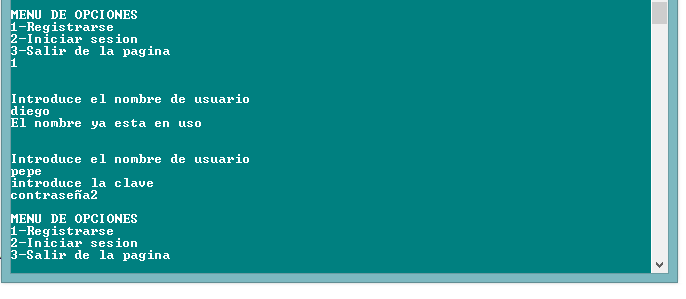 MENU DE OPCIONES
1-Registrarse
2-Iniciar sesion
3-Salir de la pagina
1
Introduce el nombre de usuario
diego
El nombre ya esta en uso
Introduce el nombre de usuario
pepe
introduce la clave
contraseña2
MENU DE OPCIONES
1-Registrarse
2-Iniciar sesion
3-Salir de la pagina